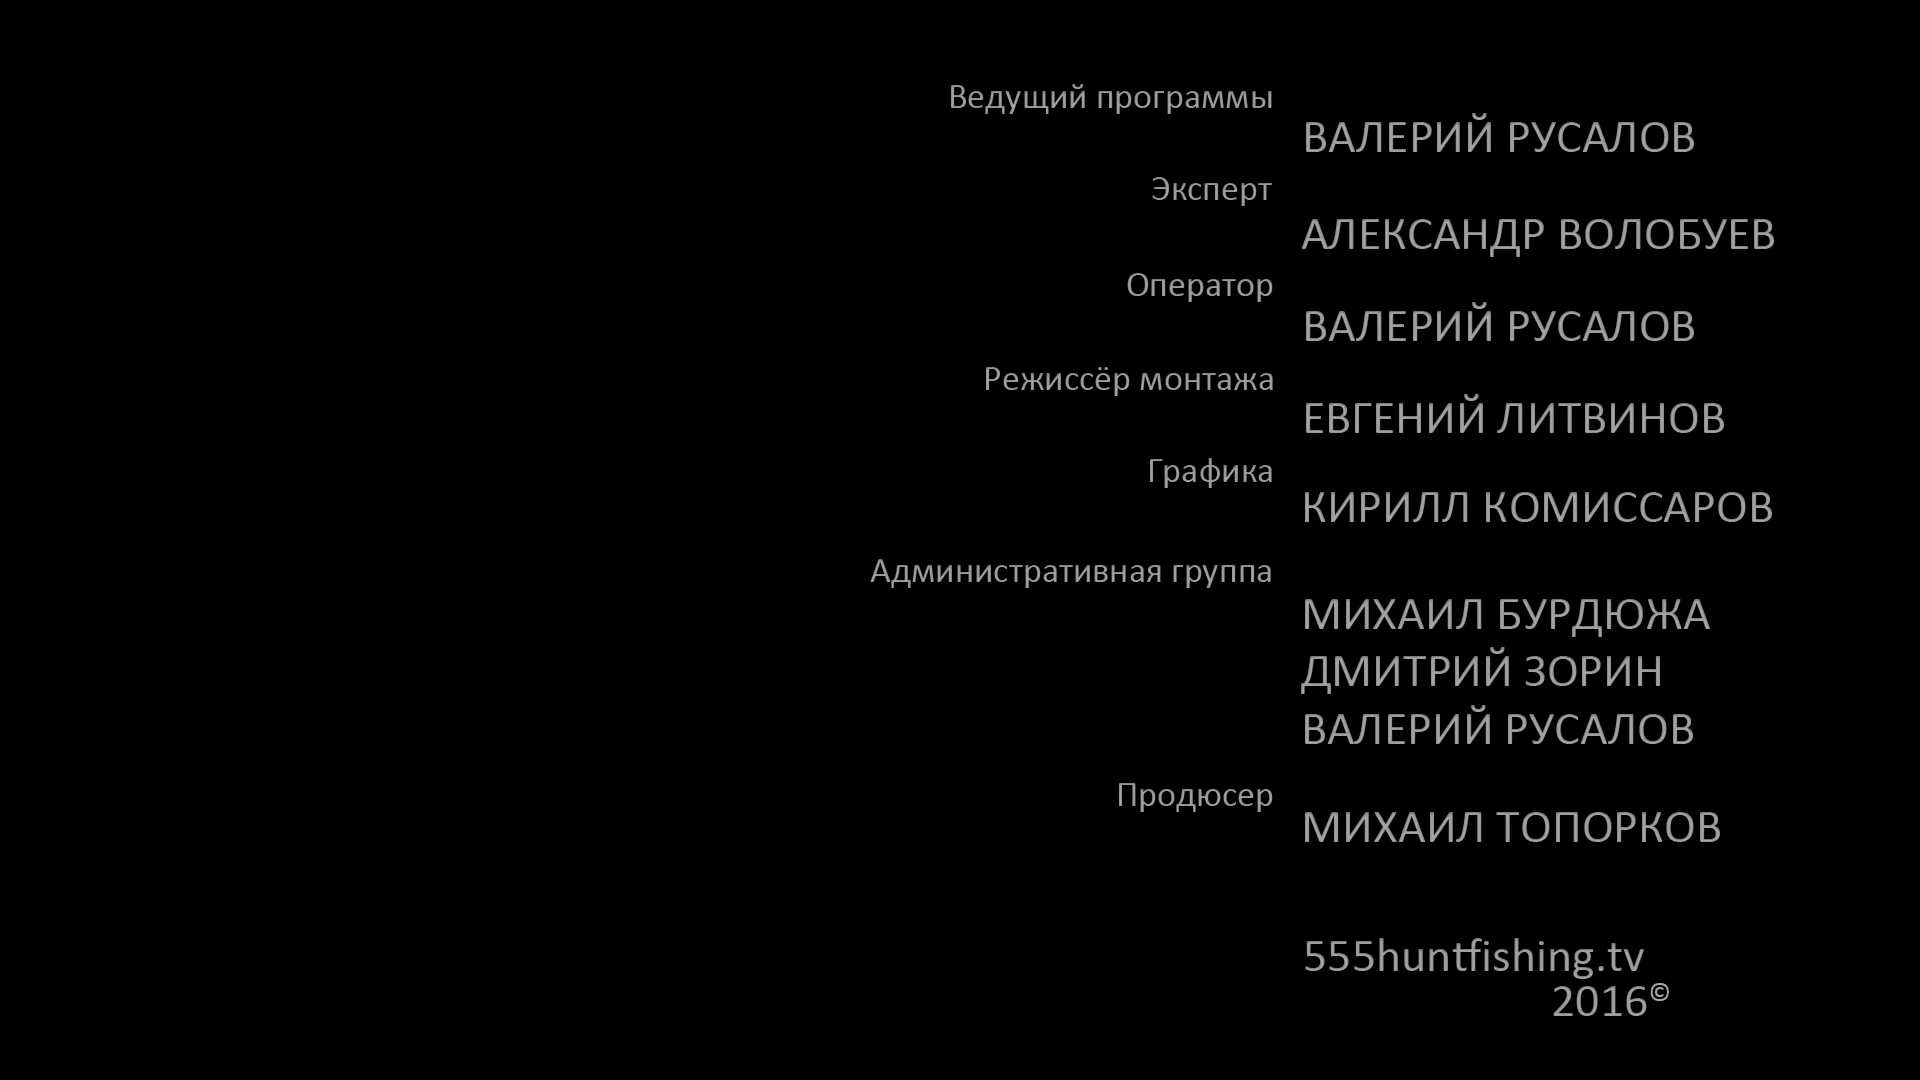 Ведущий программы
ВАЛЕРИЙ РУСАЛОВ
Эксперт
АЛЕКСАНДР ВОЛОБУЕВ
Оператор
ВАЛЕРИЙ РУСАЛОВ
Режиссёр монтажа
ЕВГЕНИЙ ЛИТВИНОВ
Графика
КИРИЛЛ КОМИССАРОВ
Административная группа
МИХАИЛ БУРДЮЖА
ДМИТРИЙ ЗОРИН
ВАЛЕРИЙ РУСАЛОВ
Продюсер
МИХАИЛ ТОПОРКОВ
555huntfishing.tv
2016©